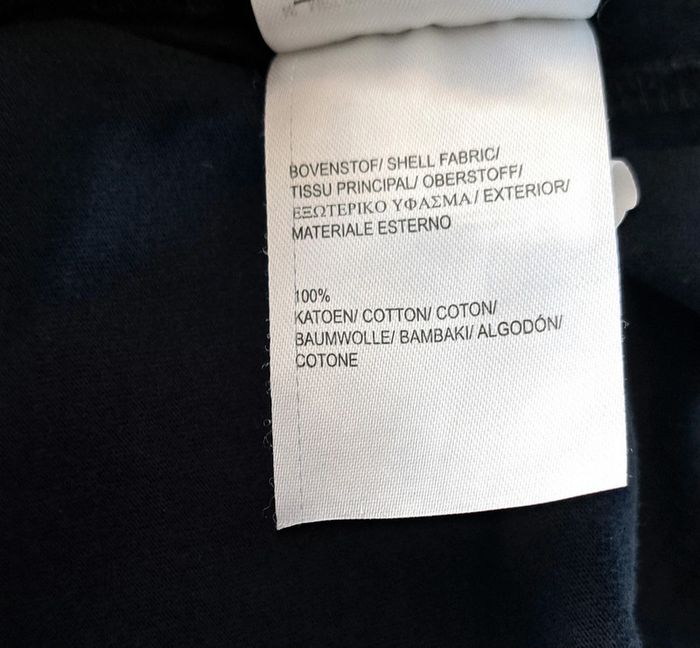 BOVENSTOF/ SHELL FABRIC/
TISSU PRINCIPAL/ OBERSTOFF/
ΕΞΩΤΕΡΙΚΟ ΥΦΑΣΜΑ/ EXTERIOR/
MATERIALE ESTERNO
100%
KATOEN/ COTTON/ COTON/
BAUMWOLLE/ BAMBAKI/ ALGODÓN/
COTONE